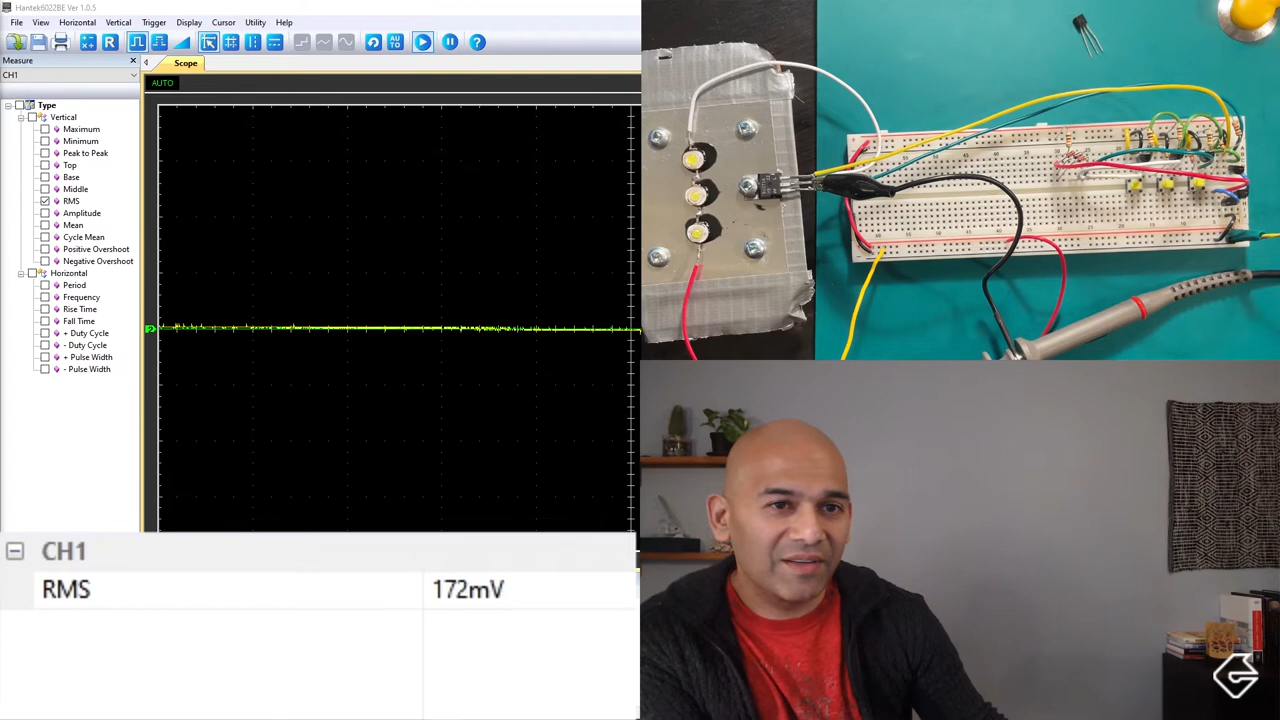 Hantek6022BE Ver 1.0.5
File View Horizontal Vertical Trigger Display Cursor Utility Help
R AUTO ?
Measure
Scope
CH1
AUTO
Type
Vertical
Maximum
Minimum
Peak to Peak
Top
Base
Middle
RMS
Amplitude
Mean
Cycle Mean
Positive Overshoot
Negative Overshoot
Horizontal
Period
Frequency
Rise Time
Fall Time
+ Duty Cycle
- Duty Cycle
+ Pulse Width
- Pulse Width
CH1
RMS 172mV